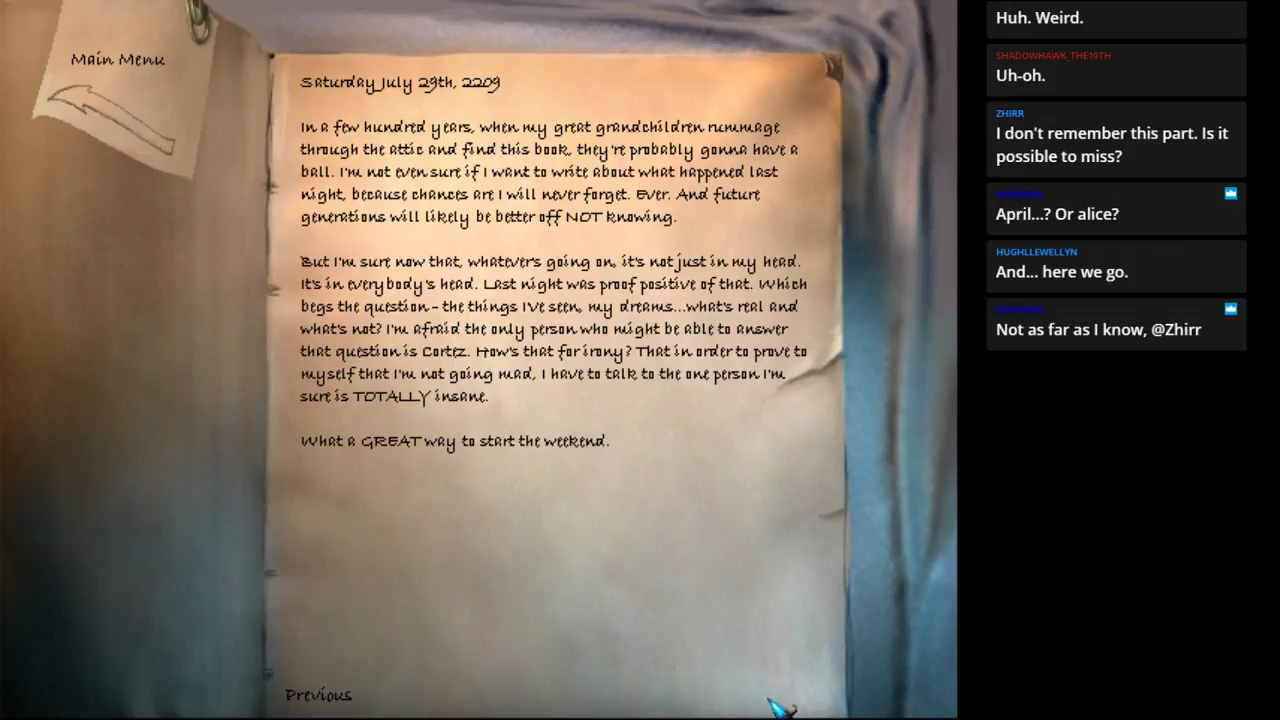 Main Menu
Saturday July 29th, 2209
In a few hundred years, when my great grandchildren rummage
through the attic and find this book, they're probably gonna have a
ball. I'm not even sure if I want to write about what happened last
night, because chances are I will never forget. Ever. And future
generations will likely be better off NOT knowing.
But I'm sure now that, whatever's going on, it's not just in my head.
It's in everybody's head. Last night was proof positive of that. Which
begs the question - the things I've seen, my dreams...what's real and
what's not? I'm afraid the only person who might be able to answer
that question is Cortez. How's that for irony? That in order to prove to
myself that I'm not going mad, I have to talk to the one person I'm
sure is TOTALLY insane.
What a GREAT way to start the weekend.
Previous
Huh. Weird.
SHADOWHAWK_THE19TH
Uh-oh.
ZHIRR
I don't remember this part. Is it
possible to miss?
April...? Or alice?
HUGHLLEWELLYN
And... here we go.
Not as far as I know, @Zhirr